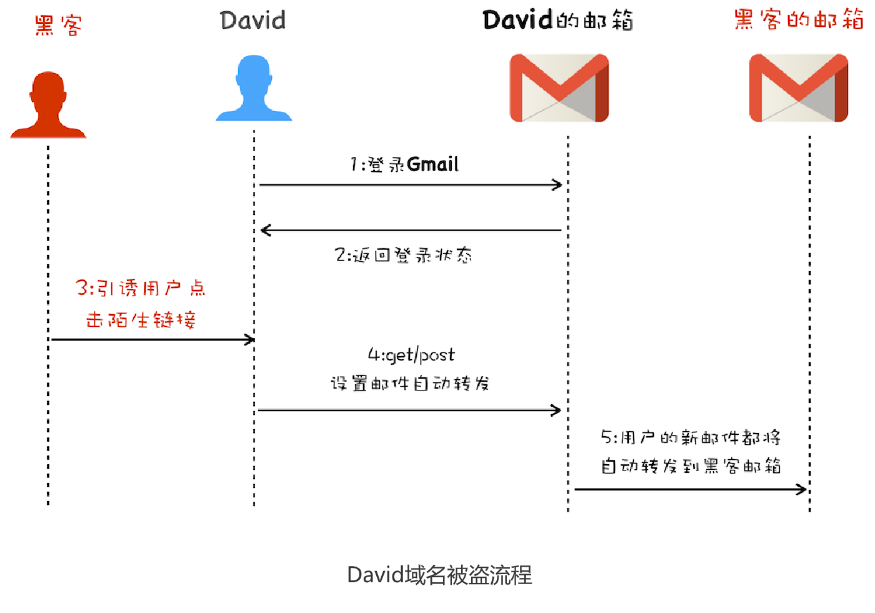 黑客
David
David的邮箱
黑客的邮箱
1:登录Gmail
2:返回登录状态
3:引诱用户点
击陌生链接
4:get/post
设置邮件自动转发
5:用户的新邮件都将
自动转发到黑客邮箱
David域名被盗流程